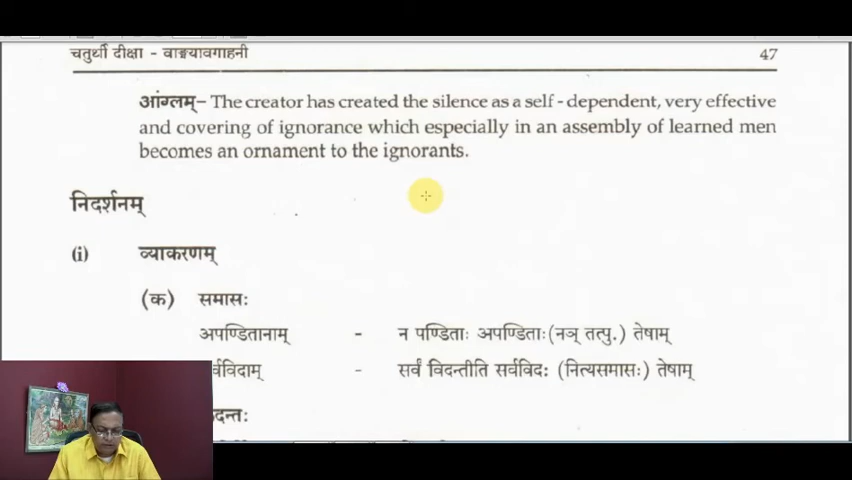 चतुर्थी दीक्षा - वाङ्मयावगाहनी 47
आंग्लम्– The creator has created the silence as a self - dependent, very effective
and covering of ignorance which especially in an assembly of learned men
becomes an ornament to the ignorants.
निदर्शनम्
(i) व्याकरणम्
(क) समासः
अपण्डितानाम् - न पण्डिताः अपण्डिताः(नञ् तत्पु.) तेषाम्
- सर्वं विदन्तीति सर्वविदः (नित्यसमासः) तेषाम्